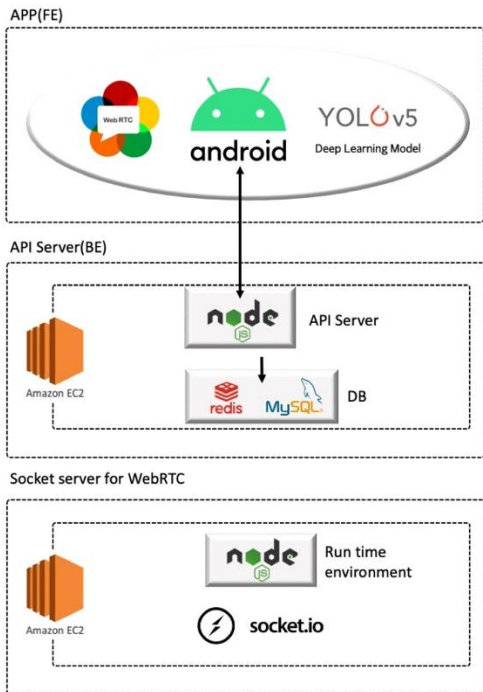 APP(FE)
Web RTC
android
YOLOv5
Deep Learning Model
API Server(BE)
node
JS
API Server
Amazon EC2
redis
MySQL
DB
Socket server for WebRTC
node
JS
Run time
environment
Amazon EC2
socket.io